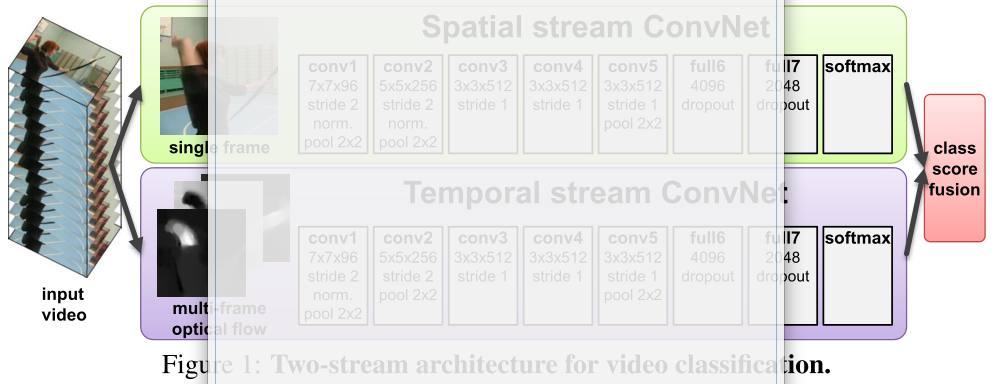 Spatial stream ConvNet
conv1
7x7x96
stride 2
norm.
pool 2x2
conv2
5x5x256
stride 2
norm.
pool 2x2
conv3
3x3x512
stride 1
conv4
3x3x512
stride 1
conv5
3x3x512
stride 1
pool 2x2
full6
4096
dropout
full7
2048
dropout
softmax
single frame
Temporal stream ConvNet
conv1
7x7x96
stride 2
norm.
pool 2x2
conv2
5x5x256
stride 2
pool 2x2
conv3
3x3x512
stride 1
conv4
3x3x512
stride 1
conv5
3x3x512
stride 1
pool 2x2
full6
4096
dropout
full7
2048
dropout
softmax
multi-frame
optical flow
input
video
class
score
fusion
Figure 1: Two-stream architecture for video classification.